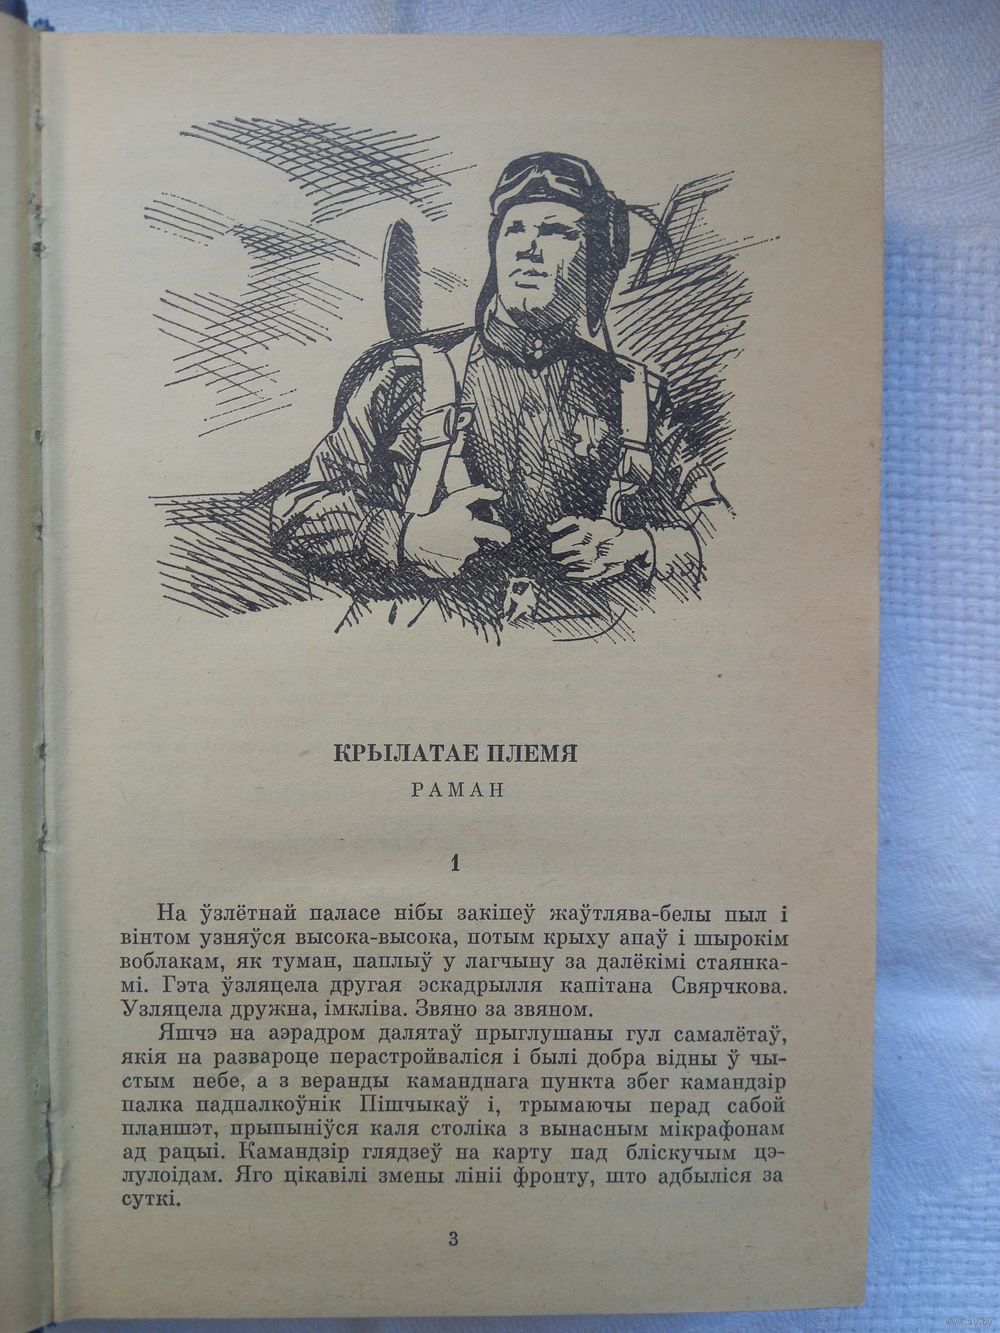 КРЫЛАТАЕ ПЛЕМЯ
РАМАН
1
На ўзлётнай паласе нібы закіпеў жаўтлява-белы пыл і
вінтом узняўся высока-высока, потым крыху апаў і шырокім
воблакам, як туман, паплыў у лагчыну за далёкімі стаянка-
мі. Гэта ўзляцела другая эскадрылля капітана Свярчкова.
Узляцела дружна, імкліва. Звяно за звяном.
Яшчэ на аэрадром далятаў прыглушаны гул самалётаў,
якія на развароце перастройваліся і былі добра відны ў чы-
стым небе, а з веранды каманднага пункта збег камандзір
палка падпалкоўнік Пішчыкаў і, трымаючы перад сабой
планшэт, прыпыніўся каля століка з вынасным мікрафонам
ад рацыі. Камандзір глядзеў на карту пад бліскучым цэ-
лулоідам. Яго цікавілі змены лініі фронту, што адбыліся за
суткі.
3
www.ay.by